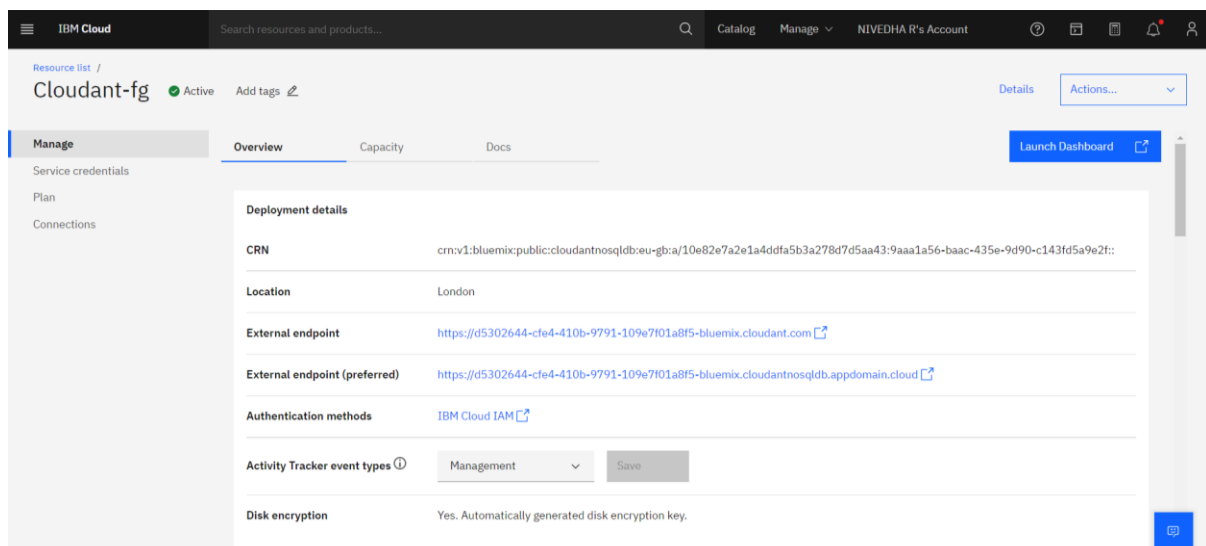 IBM Cloud Search resources and products... Catalog Manage NIVEDHA R's Account
Resource list /
Cloudant-fg Active Add tags Details Actions...
Manage Overview Capacity Docs Launch Dashboard
Service credentials
Plan
Connections
Deployment details
CRN crn:v1:bluemix:public:cloudantnosqldb:eu-gb:a/10e82e7a2e1a4ddfa5b3a278d7d5aa43:9aaa1a56-baac-435e-9d90-c143fd5a9e2f::
Location London
External endpoint https://d5302644-cfe4-410b-9791-109e7f01a8f5-bluemix.cloudant.com
External endpoint (preferred) https://d5302644-cfe4-410b-9791-109e7f01a8f5-bluemix.cloudantnosqldb.appdomain.cloud
Authentication methods IBM Cloud IAM
Activity Tracker event types Management Save
Disk encryption Yes. Automatically generated disk encryption key.